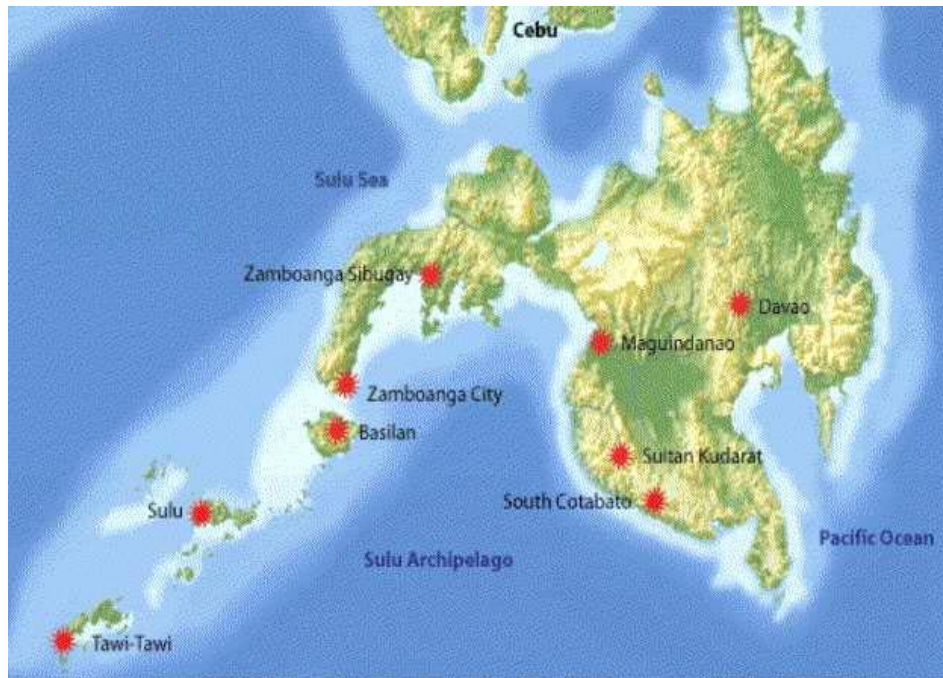 Cebu
Sulu Sea
Zamboanga Sibugay
Davao
Maguindanao
Zamboanga City
Basilan
Sultan Kudarat
South Cotabato
Sulu
Pacific Ocean
Sulu Archipelago
Tawi-Tawi